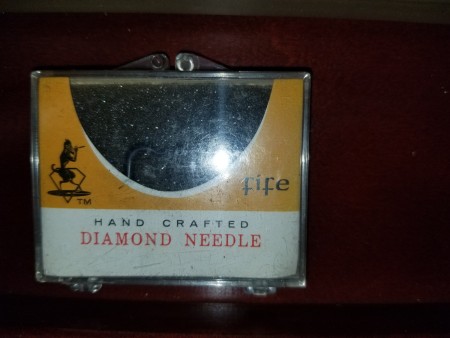 fife
TM
HAND CRAFTED
DIAMOND NEEDLE